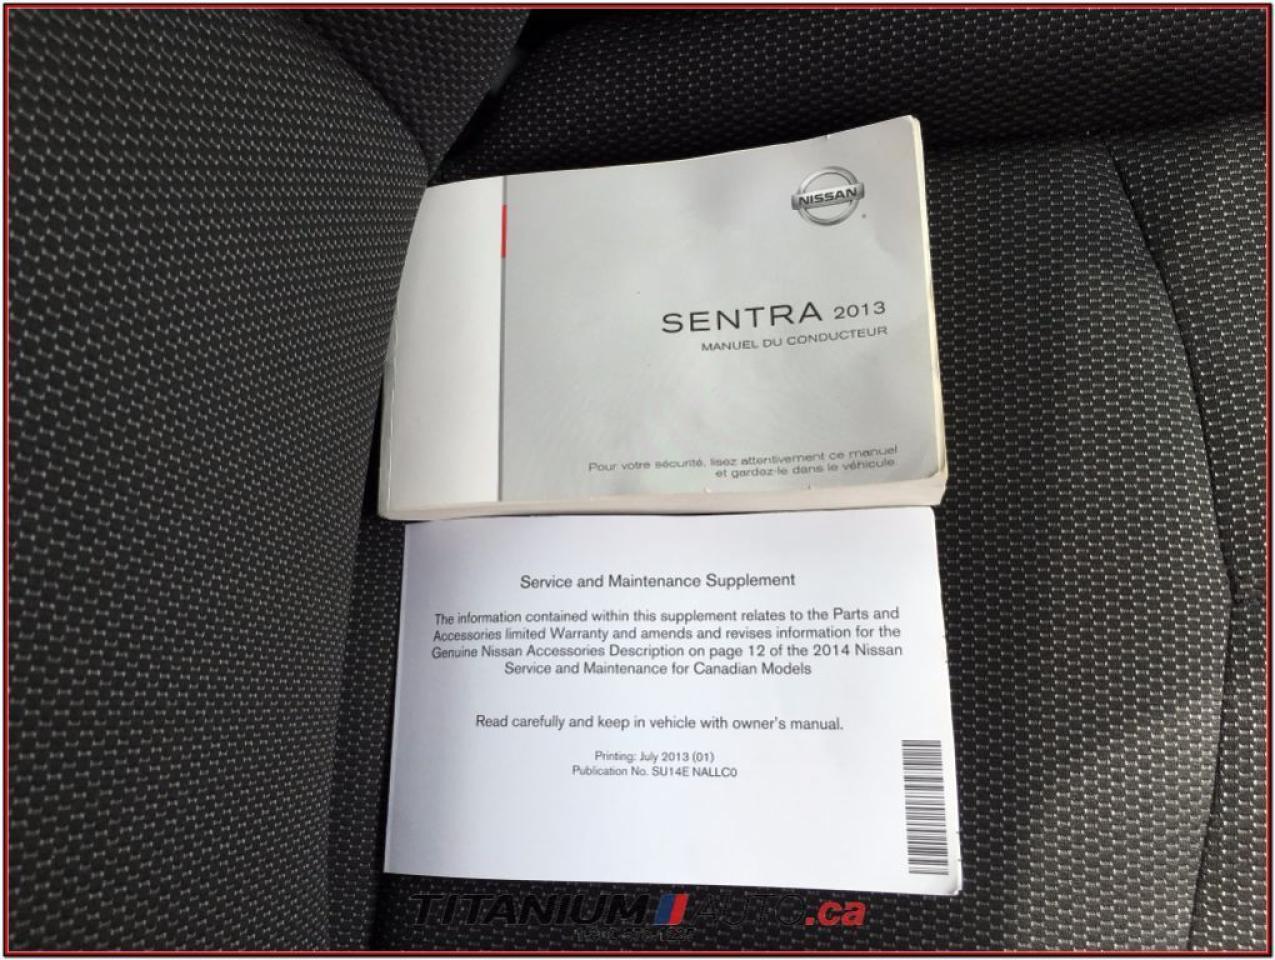 NISSAN
SENTRA 2013
MANUEL DU CONDUCTEUR
Pour votre sécurité, lisez attentivement ce manuel
et gardez-le dans le véhicule.
Service and Maintenance Supplement
The information contained within this supplement relates to the Parts and
Accessories limited Warranty and amends and revises information for the
Genuine Nissan Accessories Description on page 12 of the 2014 Nissan
Service and Maintenance for Canadian Models
Read carefully and keep in vehicle with owner's manual.
Printing: July 2013 (01)
Publication No. SU14E NALLC0
TITANIUM AUTO.ca